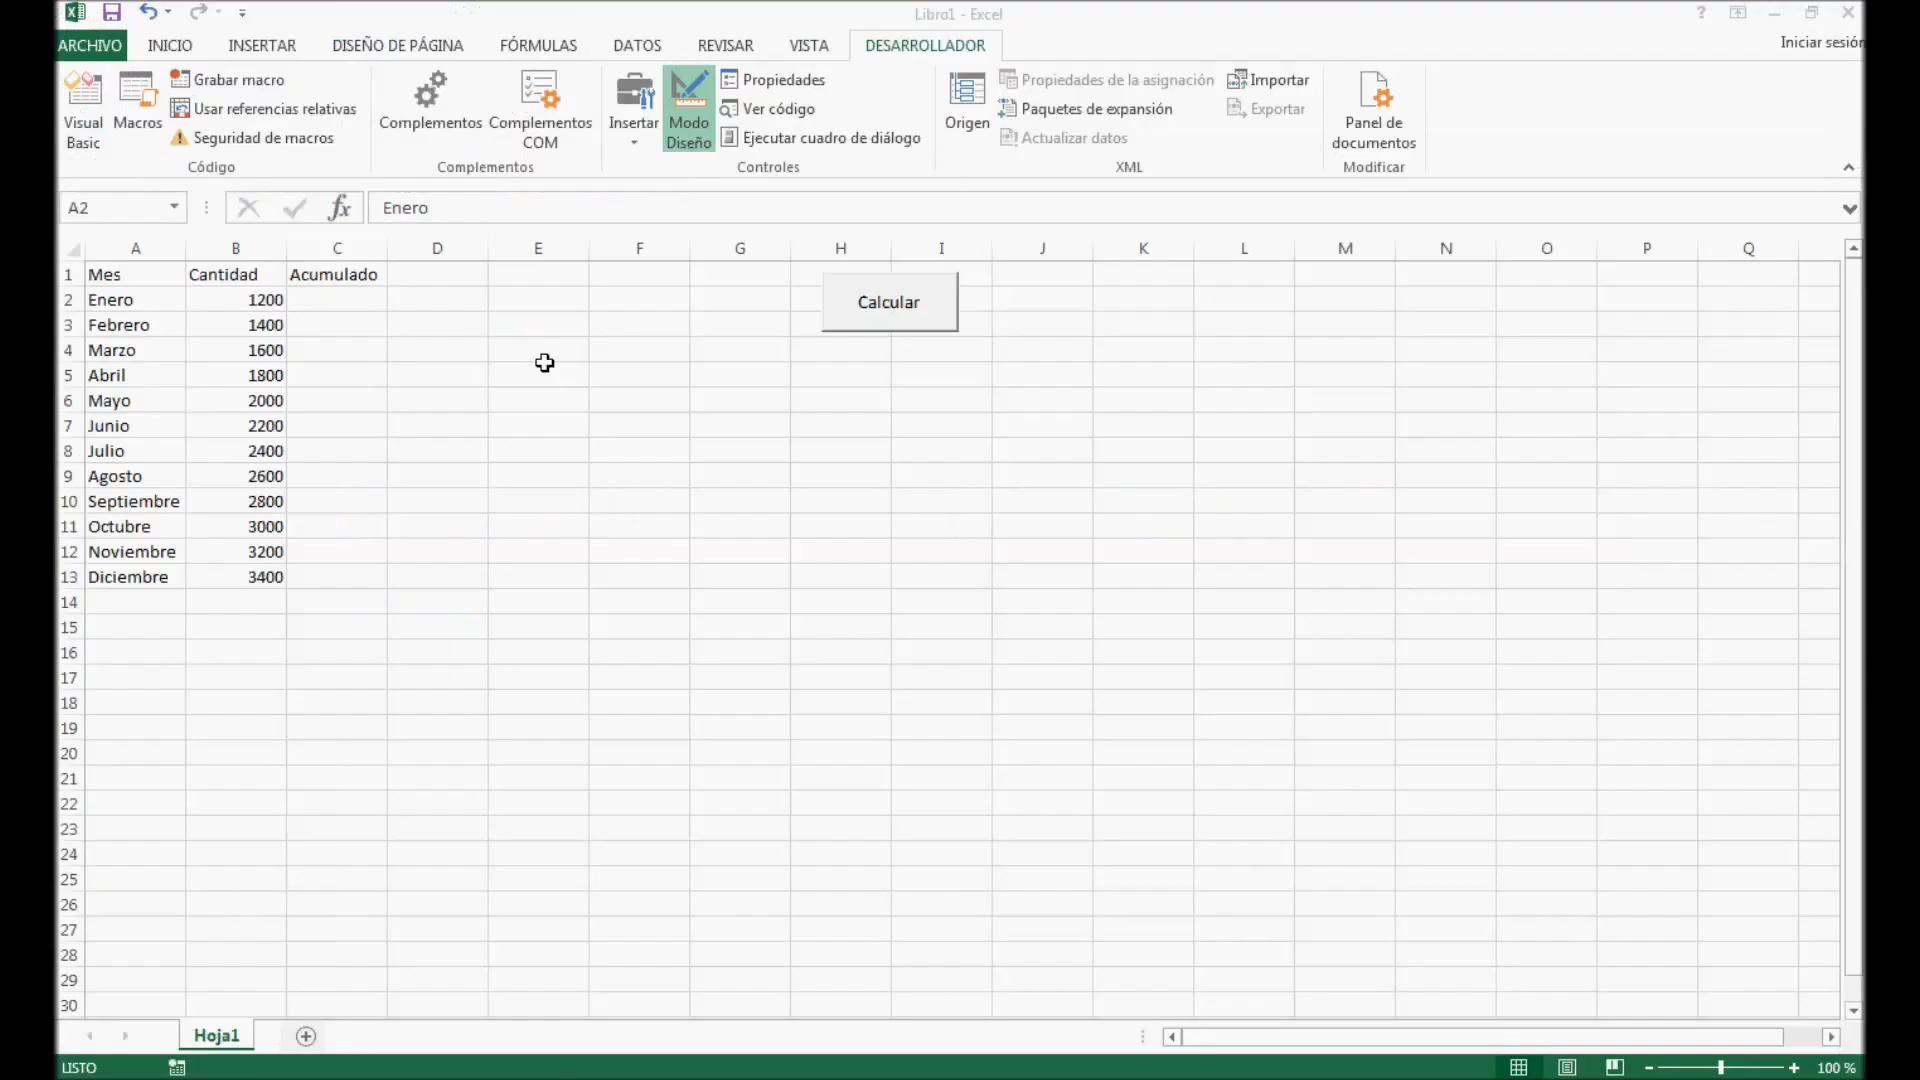 Libro1 - Excel
?
ARCHIVO INICIO INSERTAR DISEÑO DE PÁGINA FÓRMULAS DATOS REVISAR VISTA DESARROLLADOR Iniciar sesión
Visual Basic
Macros
Grabar macro
Usar referencias relativas
Seguridad de macros
Código
Complementos
Complementos COM
Complementos
Insertar
Modo Diseño
Propiedades
Ver código
Ejecutar cuadro de diálogo
Controles
Origen
Propiedades de la asignación
Paquetes de expansión
Actualizar datos
Importar
Exportar
XML
Panel de documentos
Modificar
A2 fx Enero
A B C D E F G H I J K L M N O P Q
1 Mes Cantidad Acumulado
Calcular
2 Enero 1200
3 Febrero 1400
4 Marzo 1600
5 Abril 1800
6 Mayo 2000
7 Junio 2200
8 Julio 2400
9 Agosto 2600
10 Septiembre 2800
11 Octubre 3000
12 Noviembre 3200
13 Diciembre 3400
14
15
16
17
18
19
20
21
22
23
24
25
26
27
28
29
30
Hoja1
LISTO 100 %